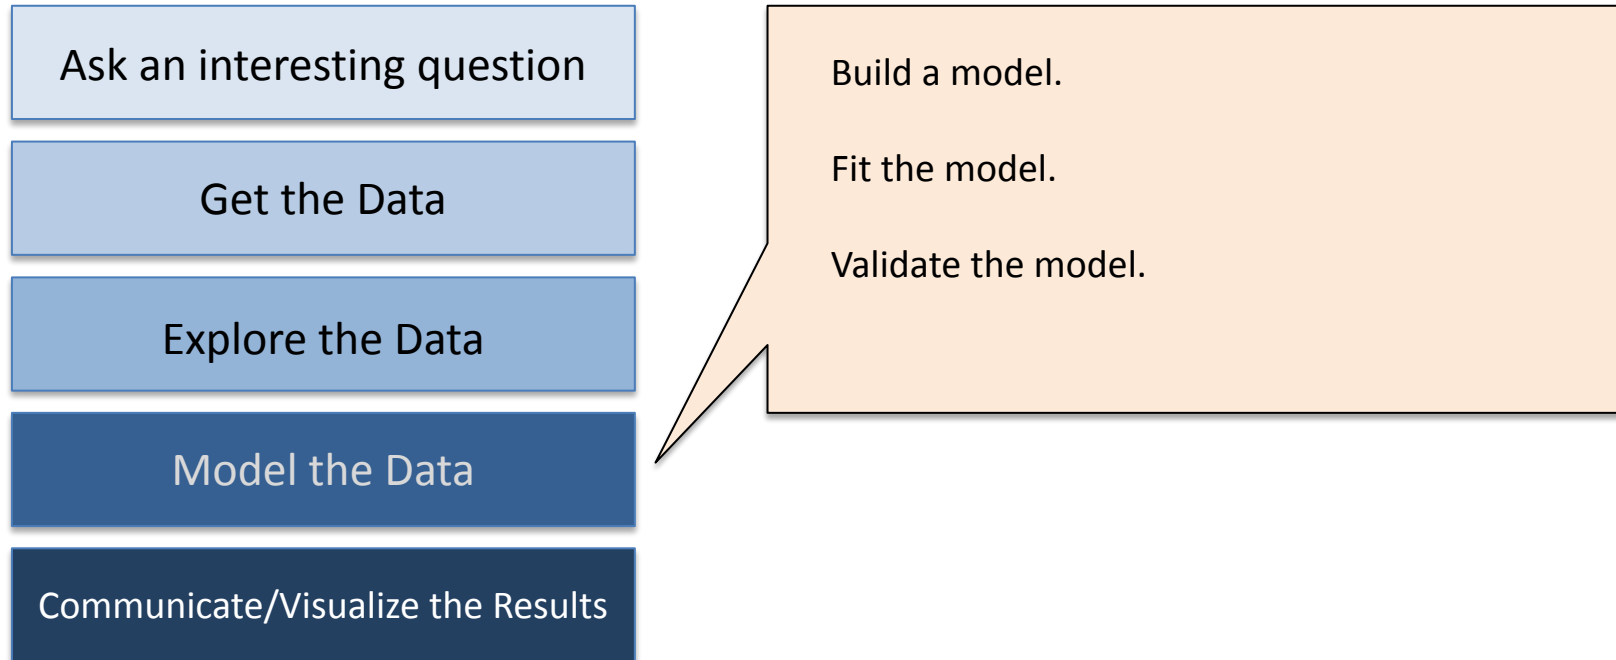 Ask an interesting question
Get the Data
Explore the Data
Model the Data
Communicate/Visualize the Results
Build a model.
Fit the model.
Validate the model.